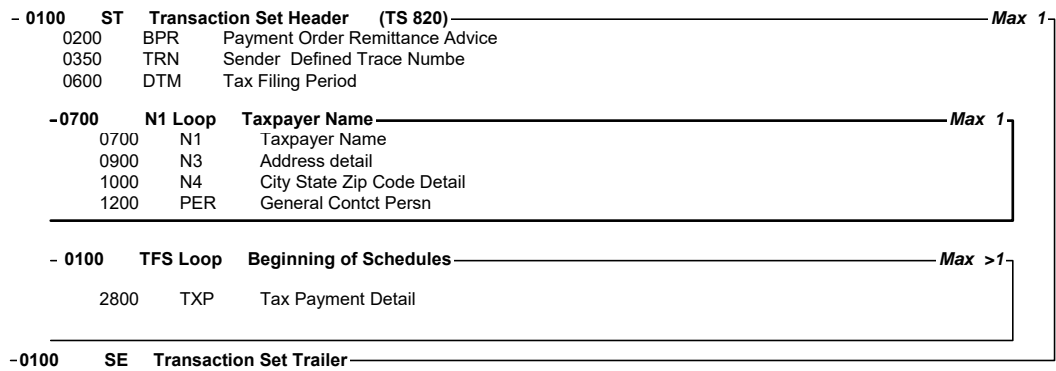 - 0100 ST Transaction Set Header (TS 820) Max 1
0200 BPR Payment Order Remittance Advice
0350 TRN Sender Defined Trace Numbe
0600 DTM Tax Filing Period
-0700 N1 Loop Taxpayer Name Max 1
0700 N1 Taxpayer Name
0900 N3 Address detail
1000 N4 City State Zip Code Detail
1200 PER General Contct Persn
- 0100 TFS Loop Beginning of Schedules Max >1
2800 TXP Tax Payment Detail
-0100 SE Transaction Set Trailer